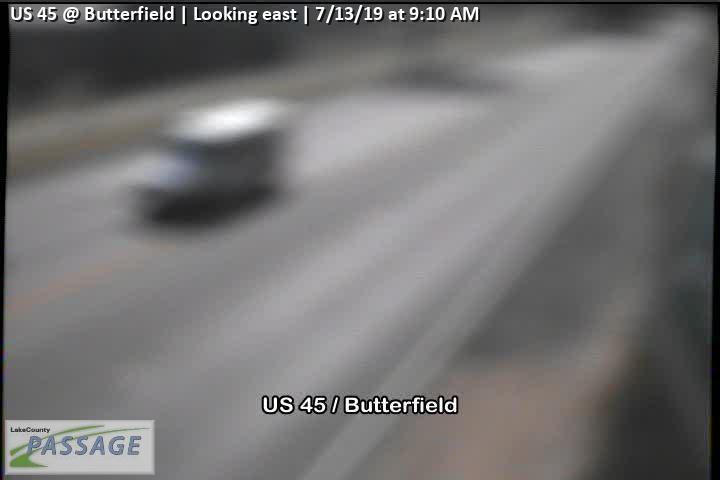 US 45 @ Butterfield | Looking east | 7/13/19 at 9:10 AM
US 45 / Butterfield
LakeCounty
PASSAGE